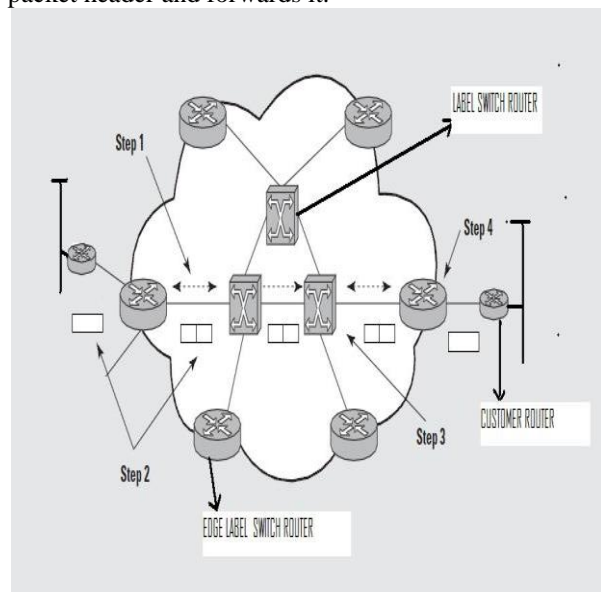 packet header and forwards it.
LABEL SWITCH ROUTER
Step 1
Step 4
CUSTOMER ROUTER
Step 3
Step 2
EDGE LABEL SWITCH ROUTER